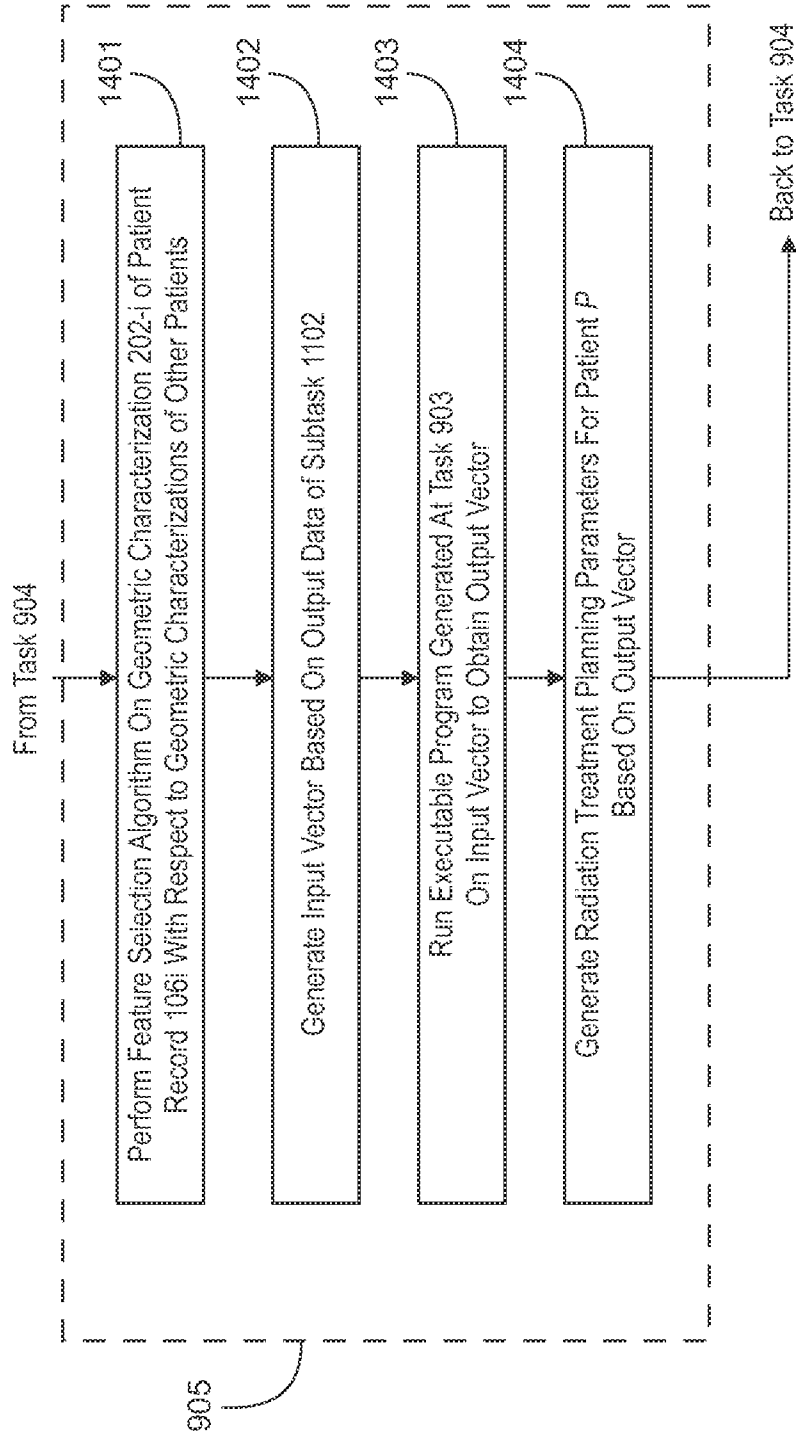 From Task 904
905
1401
Perform Feature Selection Algorithm On Geometric Characterization 202-i of Patient
Record 106i With Respect to Geometric Characterizations of Other Patients
1402
Generate Input Vector Based On Output Data of Subtask 1102
1403
Run Executable Program Generated At Task 903
On Input Vector to Obtain Output Vector
1404
Generate Radiation Treatment Planning Parameters For Patient P
Based On Output Vector
Back to Task 904